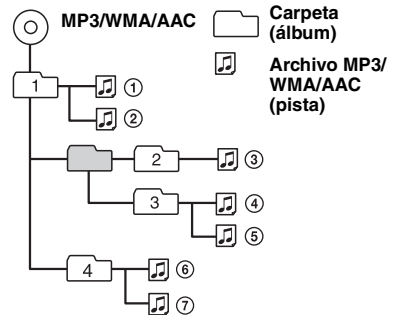 MP3/WMA/AAC
Carpeta
(álbum)
Archivo MP3/
WMA/AAC
(pista)
1
①
②
2
③
3
④
⑤
4
⑥
⑦